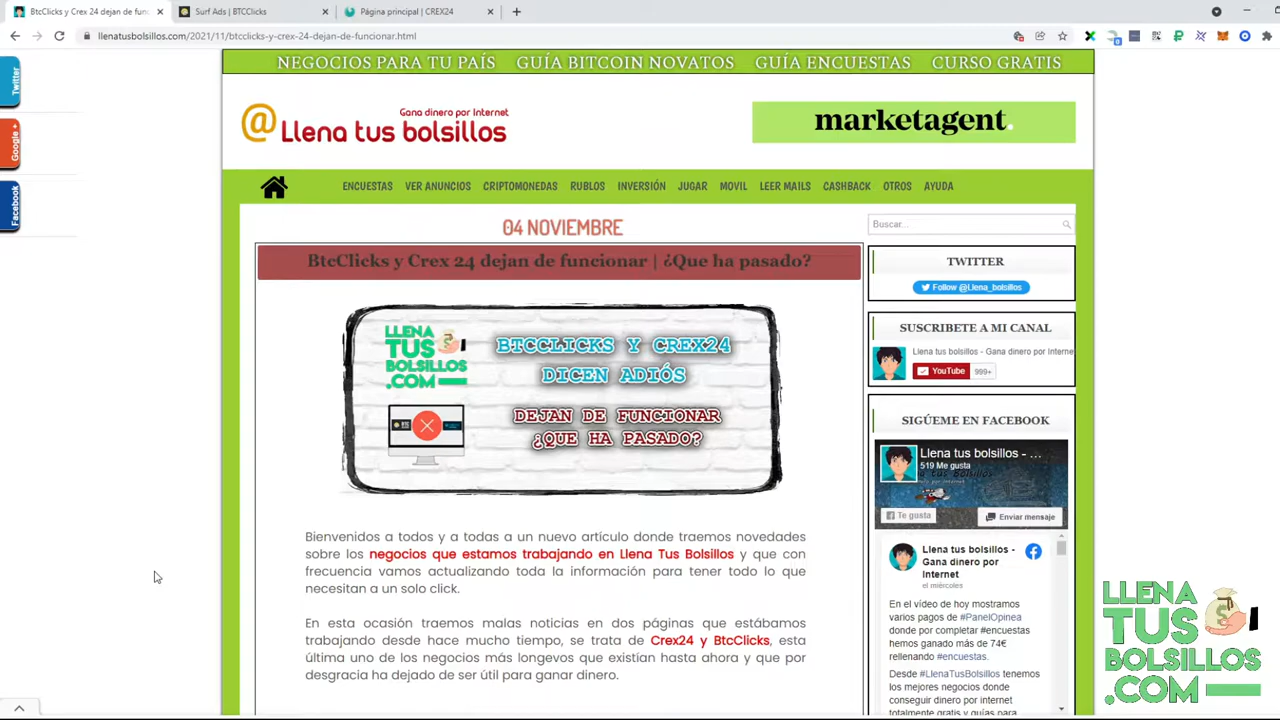 BtcClicks y Crex 24 dejan de func
Surf Ads | BTCClicks
Página principal | CREX24
llenatusbolsillos.com/2021/11/btcclicks-y-crex-24-dejan-de-funcionar.html
NEGOCIOS PARA TU PAÍS GUÍA BITCOIN NOVATOS GUÍA ENCUESTAS CURSO GRATIS
Gana dinero por Internet
@Llena tus bolsillos
marketagent.
ENCUESTAS VER ANUNCIOS CRIPTOMONEDAS RUBLOS INVERSIÓN JUGAR MOVIL LEER MAILS CASHBACK OTROS AYUDA
Twitter
Google +
Facebook
04 NOVIEMBRE
BtcClicks y Crex 24 dejan de funcionar | ¿Que ha pasado?
LLENA
TUS
BOLSILLOS
.COM
BTCCLICKS Y CREX24
DICEN ADIÓS
DEJAN DE FUNCIONAR
¿QUE HA PASADO?
Bienvenidos a todos y a todas a un nuevo artículo donde traemos novedades
sobre los negocios que estamos trabajando en Llena Tus Bolsillos y que con
frecuencia vamos actualizando toda la información para tener todo lo que
necesitan a un solo click.
En esta ocasión traemos malas noticias en dos páginas que estábamos
trabajando desde hace mucho tiempo, se trata de Crex24 y BtcClicks, esta
última uno de los negocios más longevos que existían hasta ahora y que por
desgracia ha dejado de ser útil para ganar dinero.
Buscar...
TWITTER
Follow @Llena_bolsillos
SUSCRIBETE A MI CANAL
Llena tus bolsillos - Gana dinero por Interne
YouTube 999+
SIGÚEME EN FACEBOOK
Llena tus bolsillos - ...
519 Me gusta
Te gusta
Enviar mensaje
Llena tus bolsillos -
Gana dinero por
Internet
el miércoles
En el vídeo de hoy mostramos
varios pagos de #PanelOpinea
donde por completar #encuestas
hemos ganado más de 74€
rellenando #encuestas.
Desde #LlenaTusBolsillos tenemos
los mejores negocios donde
conseguir dinero por internet
totalmente gratis y guías para
LLENA
TUS
BOLSILLOS
.COM